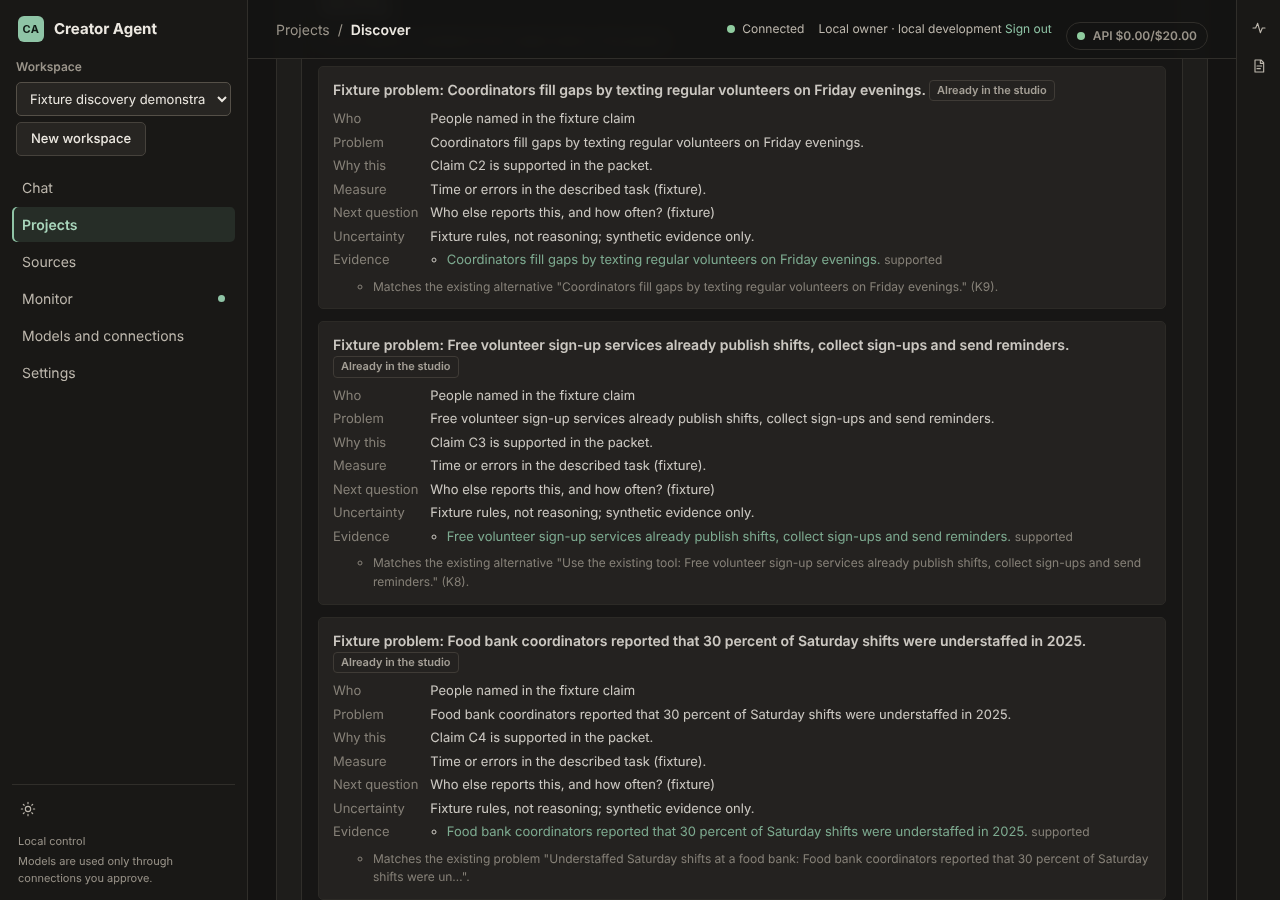 CA Creator Agent
Workspace
Fixture discovery demonstra
New workspace
Chat
Projects
Sources
Monitor
Models and connections
Settings
Local control
Models are used only through
connections you approve.
Projects / Discover
Connected Local owner · local development Sign out API $0.00/$20.00
Fixture problem: Coordinators fill gaps by texting regular volunteers on Friday evenings. Already in the studio
Who People named in the fixture claim
Problem Coordinators fill gaps by texting regular volunteers on Friday evenings.
Why this Claim C2 is supported in the packet.
Measure Time or errors in the described task (fixture).
Next question Who else reports this, and how often? (fixture)
Uncertainty Fixture rules, not reasoning; synthetic evidence only.
Evidence Coordinators fill gaps by texting regular volunteers on Friday evenings. supported
Matches the existing alternative "Coordinators fill gaps by texting regular volunteers on Friday evenings." (K9).
Fixture problem: Free volunteer sign-up services already publish shifts, collect sign-ups and send reminders.
Already in the studio
Who People named in the fixture claim
Problem Free volunteer sign-up services already publish shifts, collect sign-ups and send reminders.
Why this Claim C3 is supported in the packet.
Measure Time or errors in the described task (fixture).
Next question Who else reports this, and how often? (fixture)
Uncertainty Fixture rules, not reasoning; synthetic evidence only.
Evidence Free volunteer sign-up services already publish shifts, collect sign-ups and send reminders. supported
Matches the existing alternative "Use the existing tool: Free volunteer sign-up services already publish shifts, collect sign-ups and send
reminders." (K8).
Fixture problem: Food bank coordinators reported that 30 percent of Saturday shifts were understaffed in 2025.
Already in the studio
Who People named in the fixture claim
Problem Food bank coordinators reported that 30 percent of Saturday shifts were understaffed in 2025.
Why this Claim C4 is supported in the packet.
Measure Time or errors in the described task (fixture).
Next question Who else reports this, and how often? (fixture)
Uncertainty Fixture rules, not reasoning; synthetic evidence only.
Evidence Food bank coordinators reported that 30 percent of Saturday shifts were understaffed in 2025. supported
Matches the existing problem "Understaffed Saturday shifts at a food bank: Food bank coordinators reported that 30 percent of Saturday
shifts were un...".